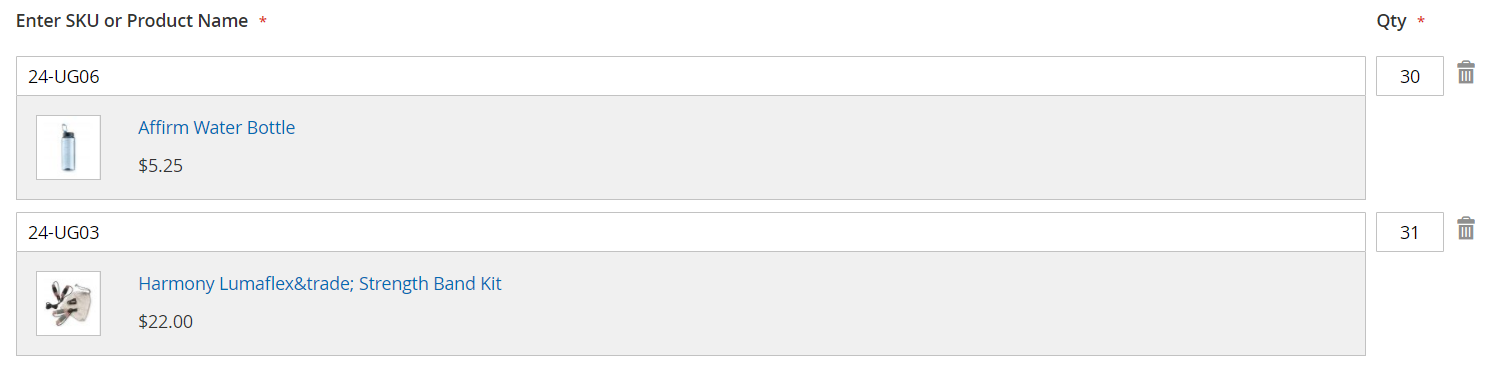 Enter SKU or Product Name * Qty *
24-UG06 30
Affirm Water Bottle
$5.25
24-UG03 31
Harmony Lumaflex&trade; Strength Band Kit
$22.00